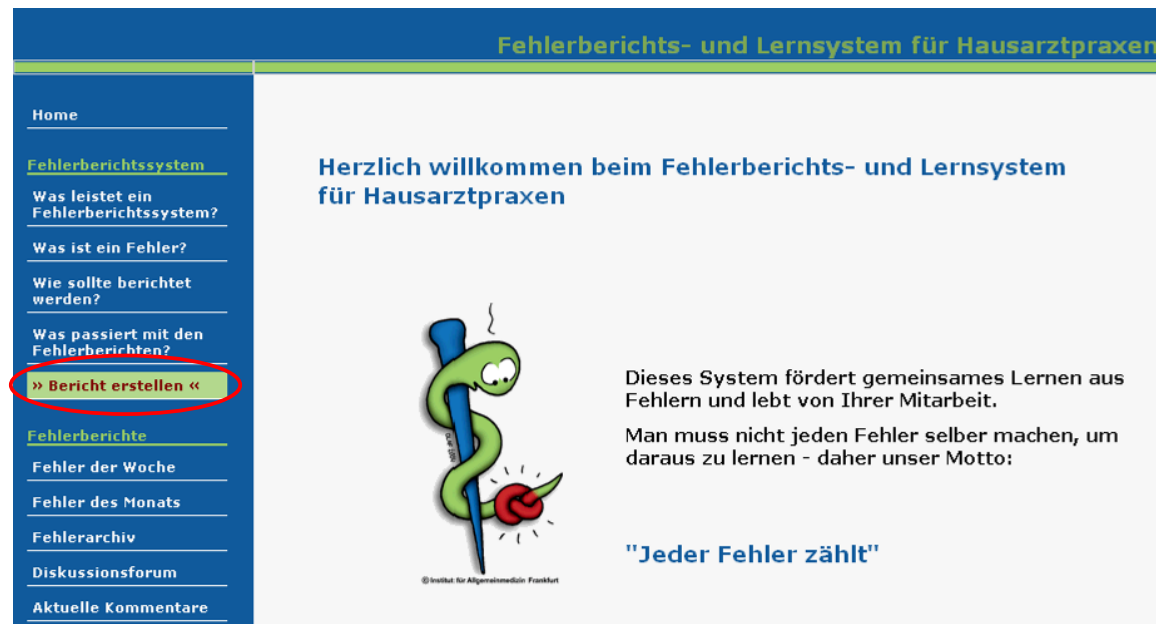 Fehlerberichts- und Lernsystem für Hausarztpraxen
Home
Fehlerberichtssystem
Was leistet ein
Fehlerberichtssystem?
Was ist ein Fehler?
Wie sollte berichtet
werden?
Was passiert mit den
Fehlerberichten?
» Bericht erstellen «
Fehlerberichte
Fehler der Woche
Fehler des Monats
Fehlerarchiv
Diskussionsforum
Aktuelle Kommentare
Herzlich willkommen beim Fehlerberichts- und Lernsystem
für Hausarztpraxen
Dieses System fördert gemeinsames Lernen aus
Fehlern und lebt von Ihrer Mitarbeit.
Man muss nicht jeden Fehler selber machen, um
daraus zu lernen - daher unser Motto:
"Jeder Fehler zählt"
© Institut für Allgemeinmedizin Frankfurt